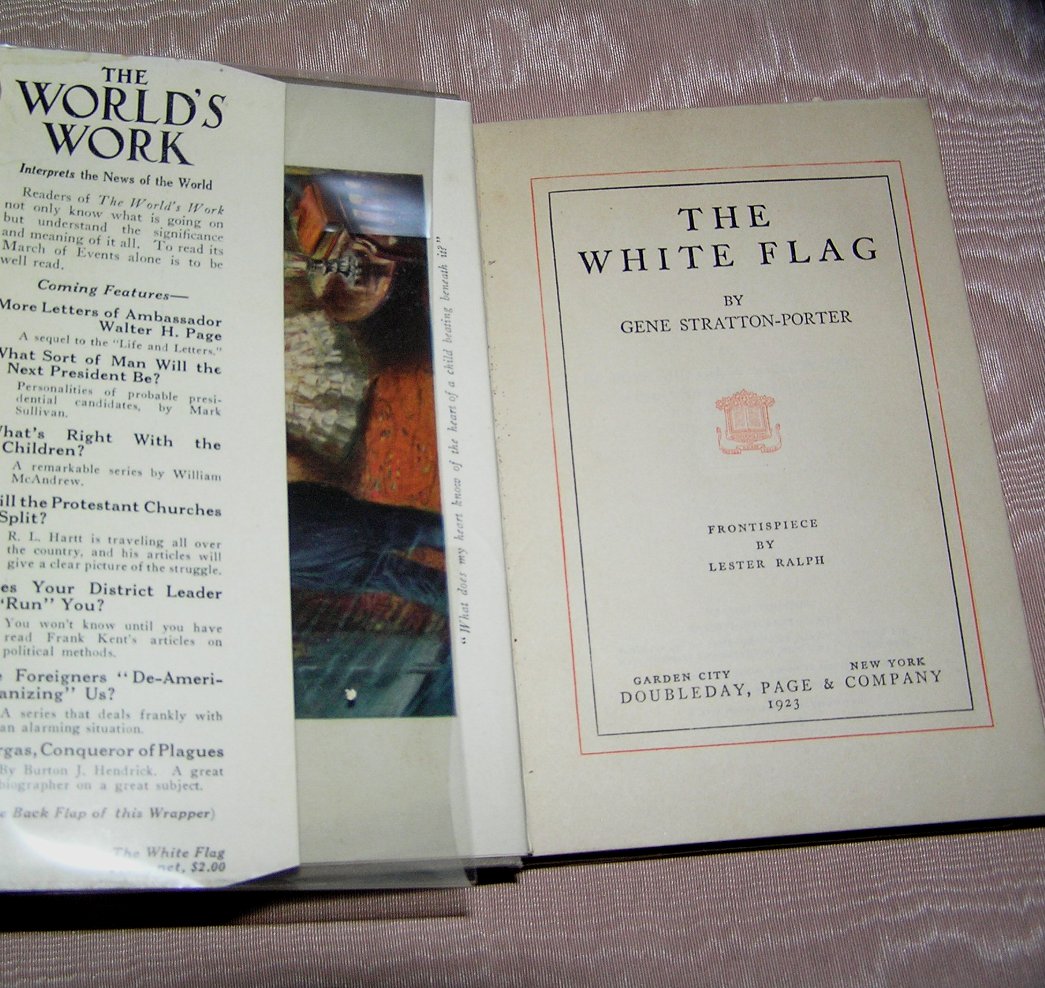 THE
WORLD'S
WORK
Interprets the News of the World
Readers of The World's Work
not only know what is going on
but understand the significance
and meaning of it all. To read its
March of Events alone is to be
well read.
Coming Features—
More Letters of Ambassador
Walter H. Page
A sequel to the "Life and Letters."
What Sort of Man Will the
Next President Be?
Personalities of probable presi-
dential candidates, by Mark
Sullivan.
What's Right With the
Children?
A remarkable series by William
McAndrew.
ill the Protestant Churches
Split?
R. L. Hartt is traveling all over
the country, and his articles will
give a clear picture of the struggle.
es Your District Leader
"Run" You?
You won't know until you have
read Frank Kent's articles on
political methods.
e Foreigners "De-Ameri-
anizing" Us?
A series that deals frankly with
an alarming situation.
rgas, Conqueror of Plagues
By Burton J. Hendrick. A great
biographer on a great subject.
e Back Flap of this Wrapper)
The White Flag
net, $2.00
"What does my heart know of the heart of a child beating beneath it?"
THE
WHITE FLAG
BY
GENE STRATTON-PORTER
FRONTISPIECE
BY
LESTER RALPH
GARDEN CITY NEW YORK
DOUBLEDAY, PAGE & COMPANY
1923